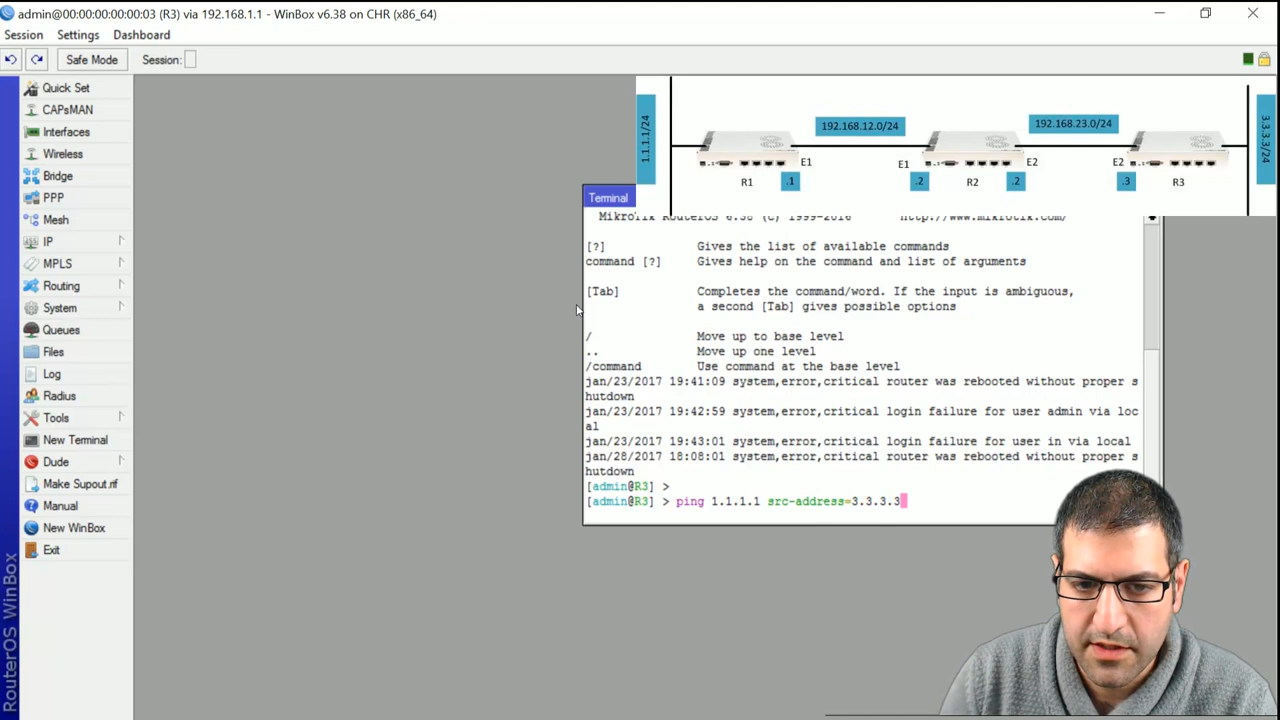 admin@00:00:00:00:00:03 (R3) via 192.168.1.1 - WinBox v6.38 on CHR (x86_64)
Session Settings Dashboard
Safe Mode Session:
Quick Set
CAPsMAN
Interfaces
Wireless
Bridge
PPP
Mesh
IP
MPLS
Routing
System
Queues
Files
Log
Radius
Tools
New Terminal
Dude
Make Supout.rif
Manual
New WinBox
Exit
RouterOS WinBox
1.1.1.1/24
192.168.12.0/24
192.168.23.0/24
3.3.3.3/24
E1
E1
E2
E2
R1
.1
.2
R2
.2
.3
R3
Terminal
MikroTik RouterOS 6.38 (c) 1999-2016 http://www.mikrotik.com/
[?] Gives the list of available commands
command [?] Gives help on the command and list of arguments
[Tab] Completes the command/word. If the input is ambiguous,
a second [Tab] gives possible options
/ Move up to base level
.. Move up one level
/command Use command at the base level
jan/23/2017 19:41:09 system,error,critical router was rebooted without proper s
hutdown
jan/23/2017 19:42:59 system,error,critical login failure for user admin via loc
al
jan/23/2017 19:43:01 system,error,critical login failure for user in via local
jan/28/2017 18:08:01 system,error,critical router was rebooted without proper s
hutdown
[admin@R3] >
[admin@R3] > ping 1.1.1.1 src-address=3.3.3.3